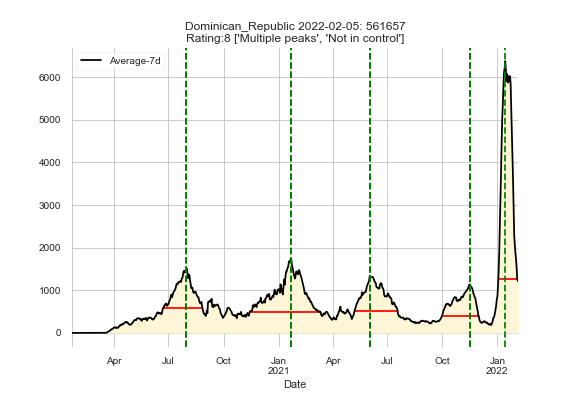 Dominican_Republic 2022-02-05: 561657
Rating:8 ['Multiple peaks', 'Not in control']
Average-7d
6000
5000
4000
3000
2000
1000
0
Apr Jul Oct Jan Apr Jul Oct Jan
2021 2022
Date